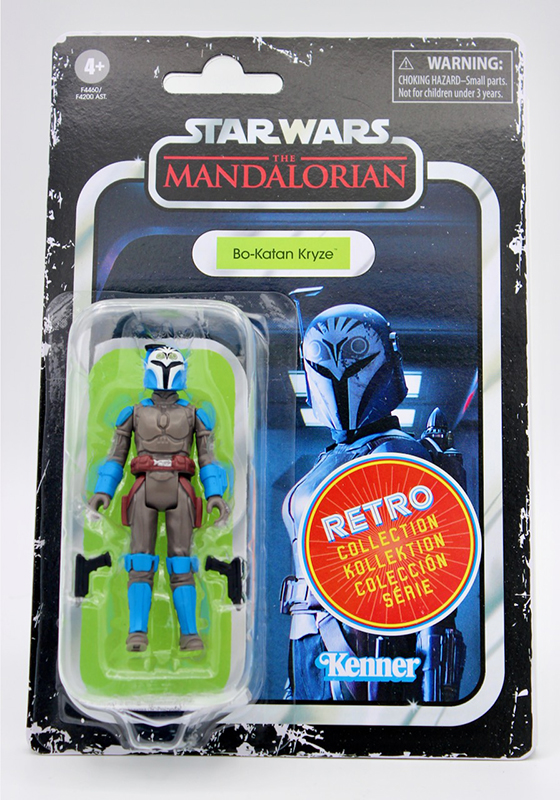 4+
F4460/
F4200 AST.
WARNING:
CHOKING HAZARD–Small parts.
Not for children under 3 years.
STAR WARS
THE
MANDALORIAN
Bo-Katan Kryze™
RETRO
COLLECTION
KOLLEKTION
COLECCIÓN
SÉRIE
Kenner